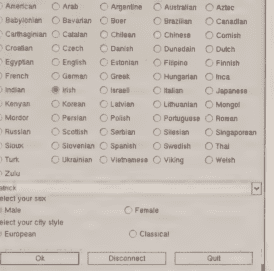 American Arab Argentine Australian Aztec
Babylonian Bavarian Boer Brazilian Canadian
Carthaginian Catalan Chilean Chinese Cornish
Croatian Czech Danish Dunedain Dutch
Egyptian English Estonian Filipino Finnish
French German Greek Hungarian Inca
Indian Irish Israeli Italian Japanese
Kenyan Korean Latvian Lithuanian Mongol
Mordor Persian Polish Portuguese Roman
Russian Scottish Serbian Silesian Singaporean
Sioux Slovenian Spanish Swedish Thai
Turk Ukrainian Vietnamese Viking Welsh
Zulu
atrick
elect your sex
Male Female
elect your city style
European Classical
Ok Disconnect Quit